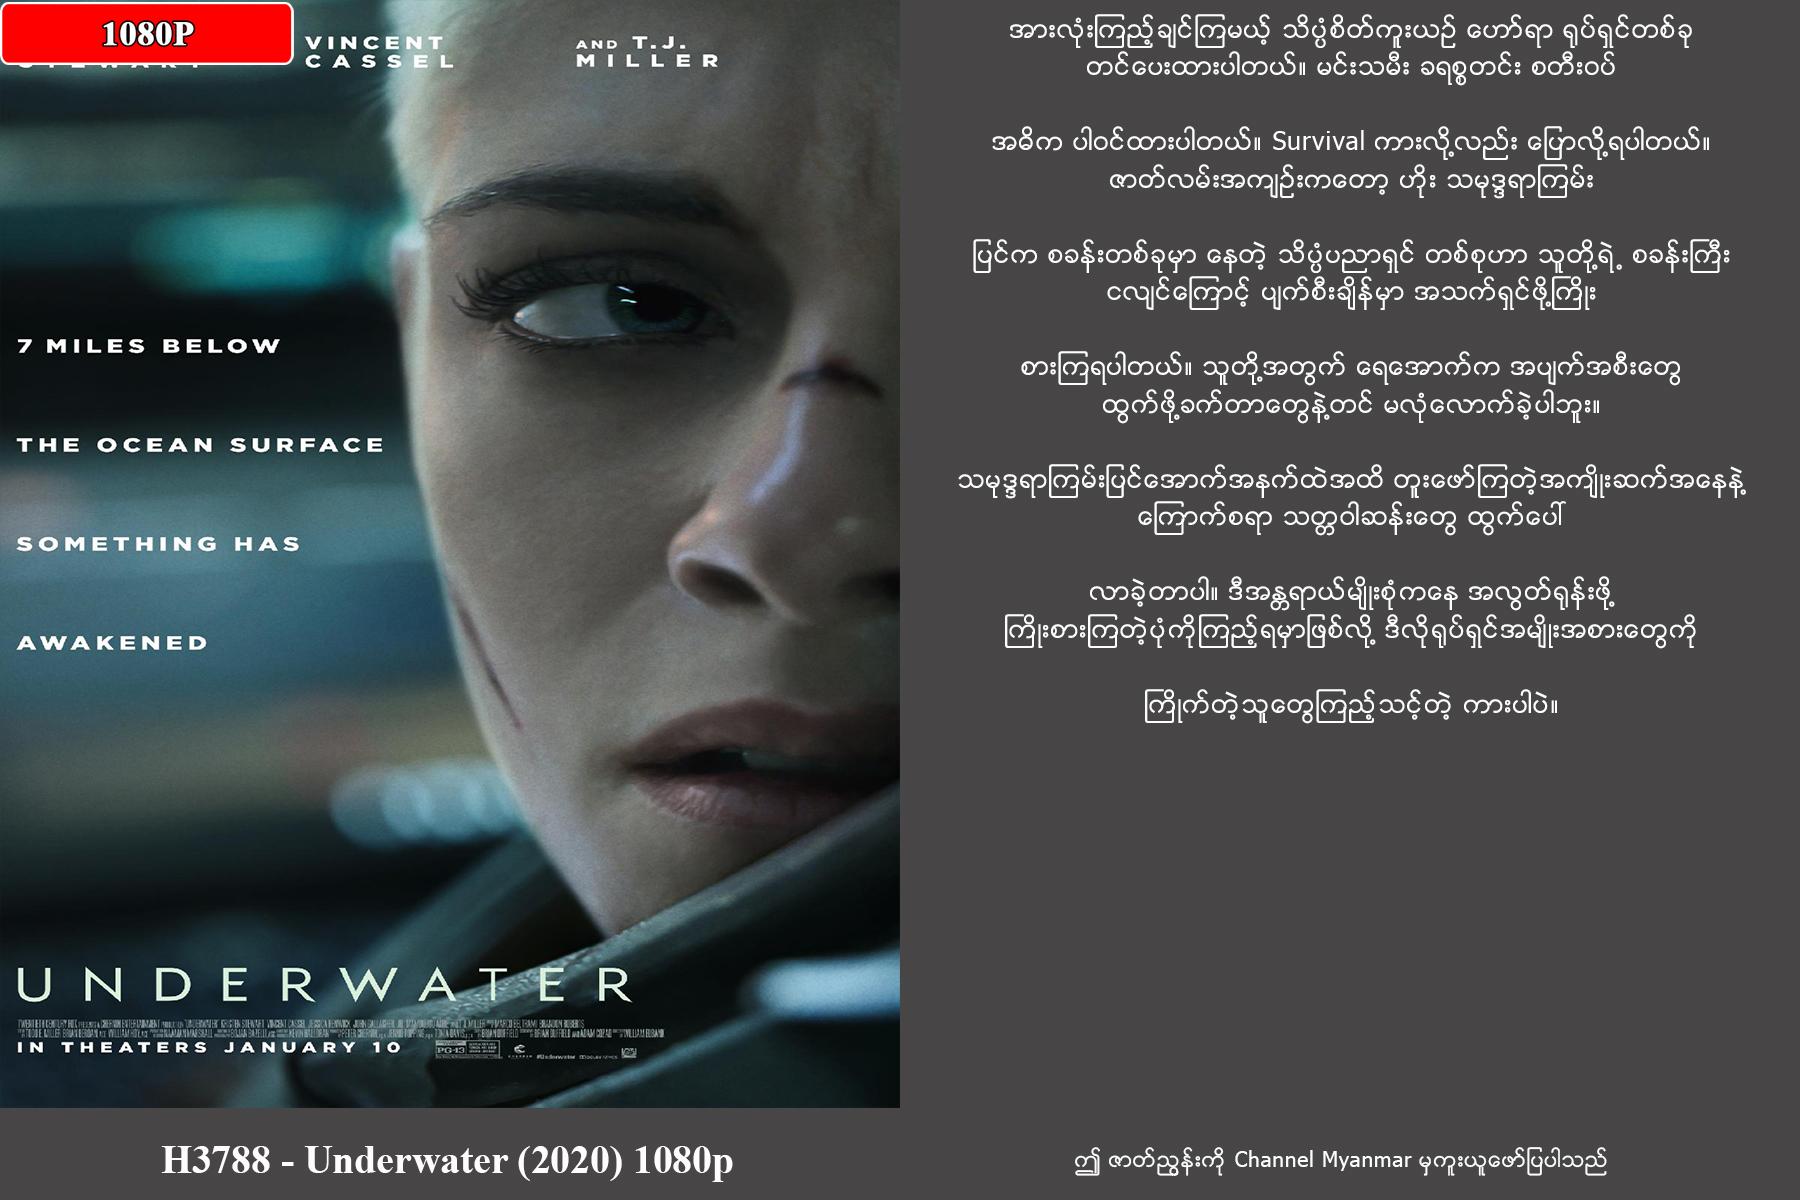 1080P
VINCENT
CASSEL
AND T.J.
MILLER
7 MILES BELOW
THE OCEAN SURFACE
SOMETHING HAS
AWAKENED
UNDERWATER
IN THEATERS JANUARY 10
PG-13
#Underwater
H3788 - Underwater (2020) 1080p
အားလုံးကြည့်ချင်ကြမယ့် သိပ္ပံစိတ်ကူးယဉ် ဟော်ရာ ရုပ်ရှင်တစ်ခု
တင်ပေးထားပါတယ်။ မင်းသမီး ခရစ္စတင်း စတီးဝပ်
အဓိက ပါဝင်ထားပါတယ်။ Survival ကားလို့လည်း ပြောလို့ရပါတယ်။
ဇာတ်လမ်းအကျဉ်းကတော့ ဟိုး သမုဒ္ဒရာကြမ်း
ပြင်က စခန်းတစ်ခုမှာ နေတဲ့ သိပ္ပံပညာရှင် တစ်စုဟာ သူတို့ရဲ့ စခန်းကြီး
ငလျင်ကြောင့် ပျက်စီးချိန်မှာ အသက်ရှင်ဖို့ကြိုး
စားကြရပါတယ်။ သူတို့အတွက် ရေအောက်က အပျက်အစီးတွေ
ထွက်ဖို့ခက်တာတွေနဲ့တင် မလုံလောက်ခဲ့ပါဘူး။
သမုဒ္ဒရာကြမ်းပြင်အောက်အနက်ထဲအထိ တူးဖော်ကြတဲ့အကျိုးဆက်အနေနဲ့
ကြောက်စရာ သတ္တဝါဆန်းတွေ ထွက်ပေါ်
လာခဲ့တာပါ။ ဒီအန္တရာယ်မျိုးစုံကနေ အလွတ်ရုန်းဖို့
ကြိုးစားကြတဲ့ပုံကိုကြည့်ရမှာဖြစ်လို့ ဒီလိုရုပ်ရှင်အမျိုးအစားတွေကို
ကြိုက်တဲ့သူတွေကြည့်သင့်တဲ့ ကားပါပဲ။
ဤ ဇာတ်ညွှန်းကို Channel Myanmar မှကူးယူဖော်ပြပါသည်